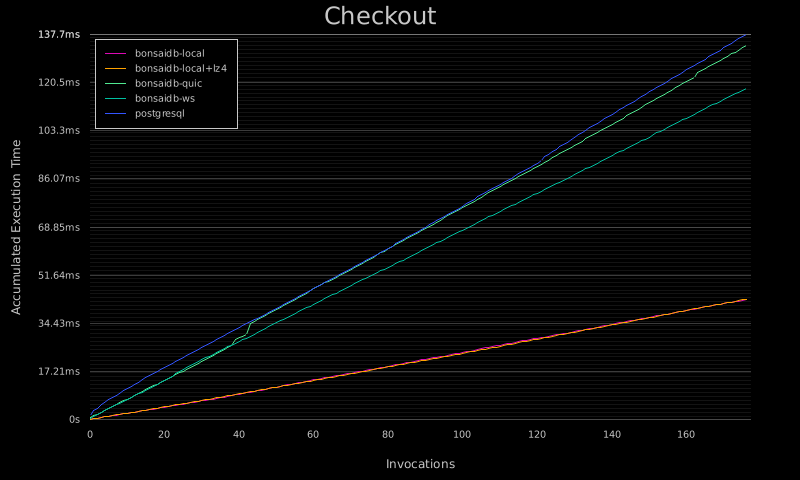 Checkout
137.7ms
120.5ms
103.3ms
86.07ms
68.85ms
51.64ms
34.43ms
17.21ms
0s
Accumulated Execution Time
bonsaidb-local
bonsaidb-local+lz4
bonsaidb-quic
bonsaidb-ws
postgresql
0 20 40 60 80 100 120 140 160
Invocations